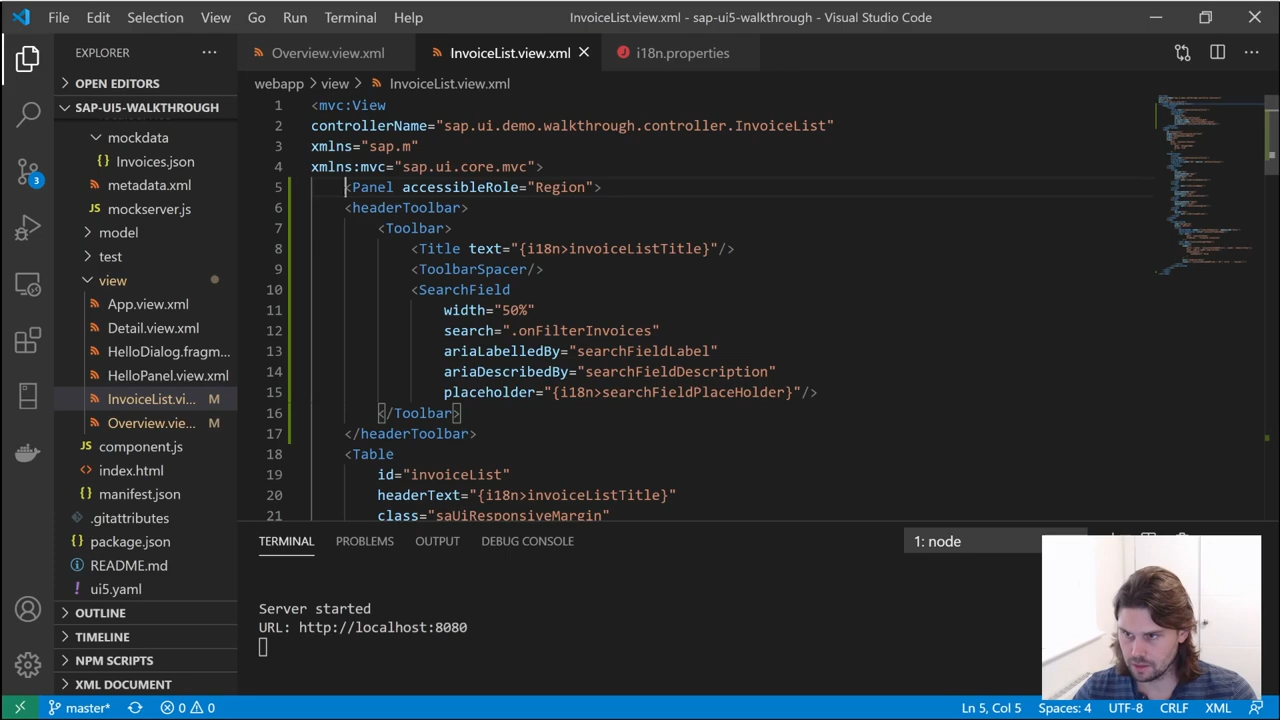 File Edit Selection View Go Run Terminal Help InvoiceList.view.xml - sap-ui5-walkthrough - Visual Studio Code
EXPLORER
OPEN EDITORS
SAP-UI5-WALKTHROUGH
mockdata
Invoices.json
metadata.xml
mockserver.js
model
test
view
App.view.xml
Detail.view.xml
HelloDialog.fragm...
HelloPanel.view.xml
InvoiceList.vi... M
Overview.vie... M
component.js
index.html
manifest.json
.gitattributes
package.json
README.md
ui5.yaml
OUTLINE
TIMELINE
NPM SCRIPTS
XML DOCUMENT
3
Overview.view.xml InvoiceList.view.xml i18n.properties
webapp > view > InvoiceList.view.xml
1 <mvc:View
2 controllerName="sap.ui.demo.walkthrough.controller.InvoiceList"
3 xmlns="sap.m"
4 xmlns:mvc="sap.ui.core.mvc">
5 <Panel accessibleRole="Region">
6 <headerToolbar>
7 <Toolbar>
8 <Title text="{i18n>invoiceListTitle}"/>
9 <ToolbarSpacer/>
10 <SearchField
11 width="50%"
12 search=".onFilterInvoices"
13 ariaLabelledBy="searchFieldLabel"
14 ariaDescribedBy="searchFieldDescription"
15 placeholder="{i18n>searchFieldPlaceHolder}"/>
16 </Toolbar>
17 </headerToolbar>
18 <Table
19 id="invoiceList"
20 headerText="{i18n>invoiceListTitle}"
21 class="saUiResponsiveMargin"
TERMINAL PROBLEMS OUTPUT DEBUG CONSOLE 1: node
Server started
URL: http://localhost:8080
master* 0 0 Ln 5, Col 5 Spaces: 4 UTF-8 CRLF XML